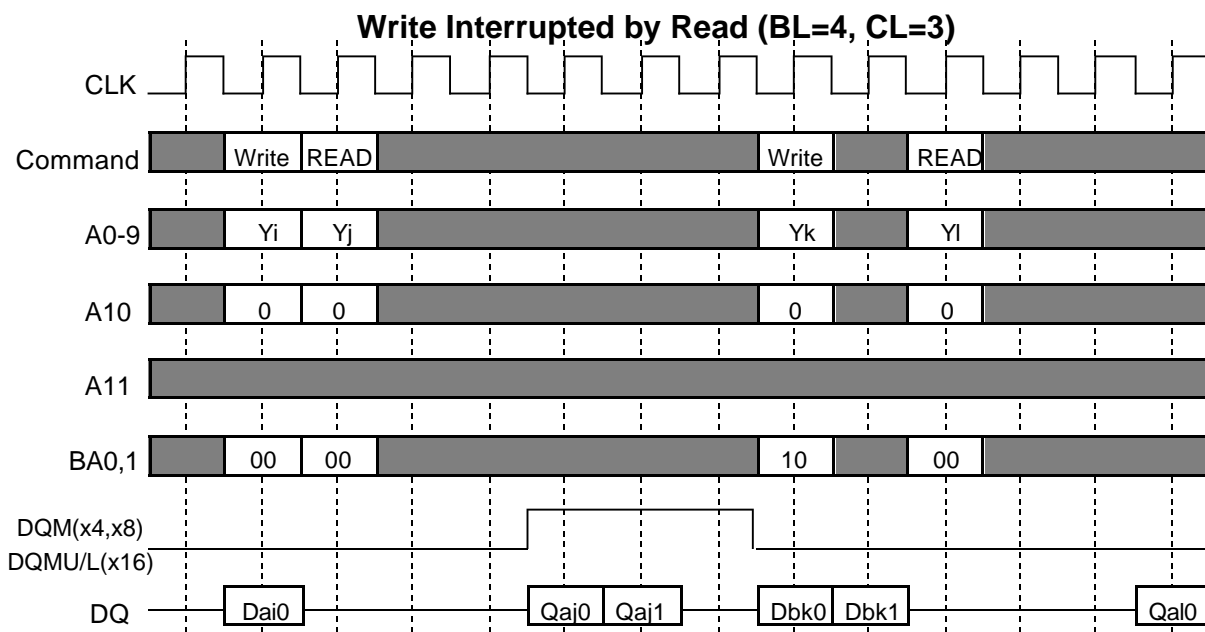 Write Interrupted by Read (BL=4, CL=3)
CLK
Command Write READ Write READ
A0-9 Yi Yj Yk Yl
A10 0 0 0 0
A11
BA0,1 00 00 10 00
DQM(x4,x8)
DQMU/L(x16)
DQ Dai0 Qaj0 Qaj1 Dbk0 Dbk1 Qal0